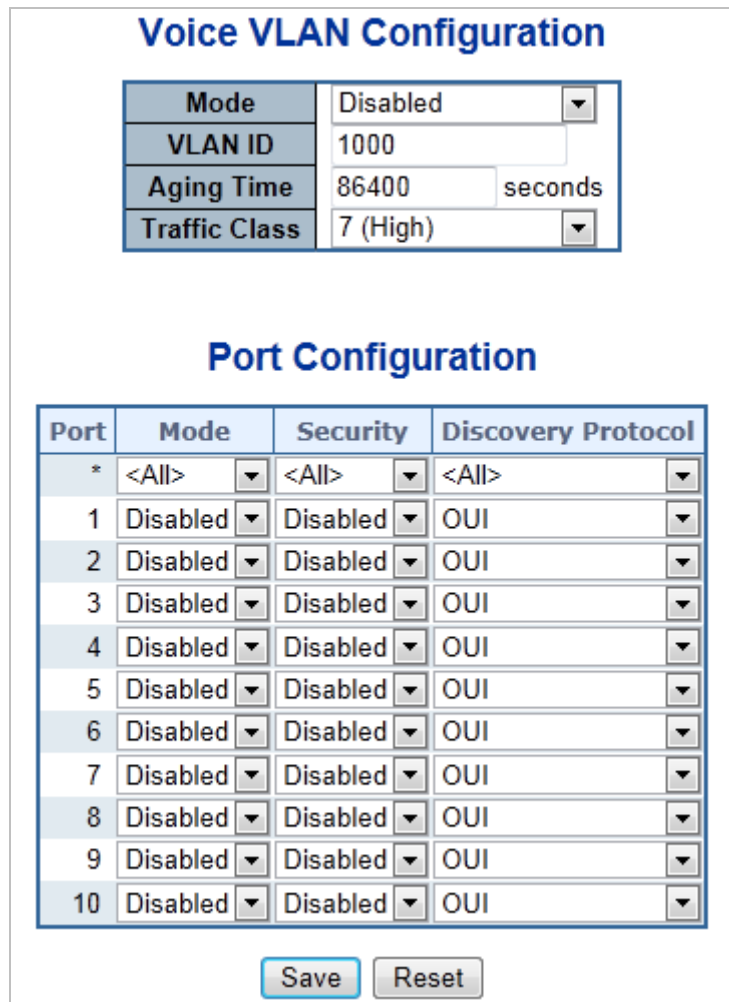 Voice VLAN Configuration
Mode Disabled
VLAN ID 1000
Aging Time 86400 seconds
Traffic Class 7 (High)
Port Configuration
Port Mode Security Discovery Protocol
* <All> <All> <All>
1 Disabled Disabled OUI
2 Disabled Disabled OUI
3 Disabled Disabled OUI
4 Disabled Disabled OUI
5 Disabled Disabled OUI
6 Disabled Disabled OUI
7 Disabled Disabled OUI
8 Disabled Disabled OUI
9 Disabled Disabled OUI
10 Disabled Disabled OUI
Save Reset